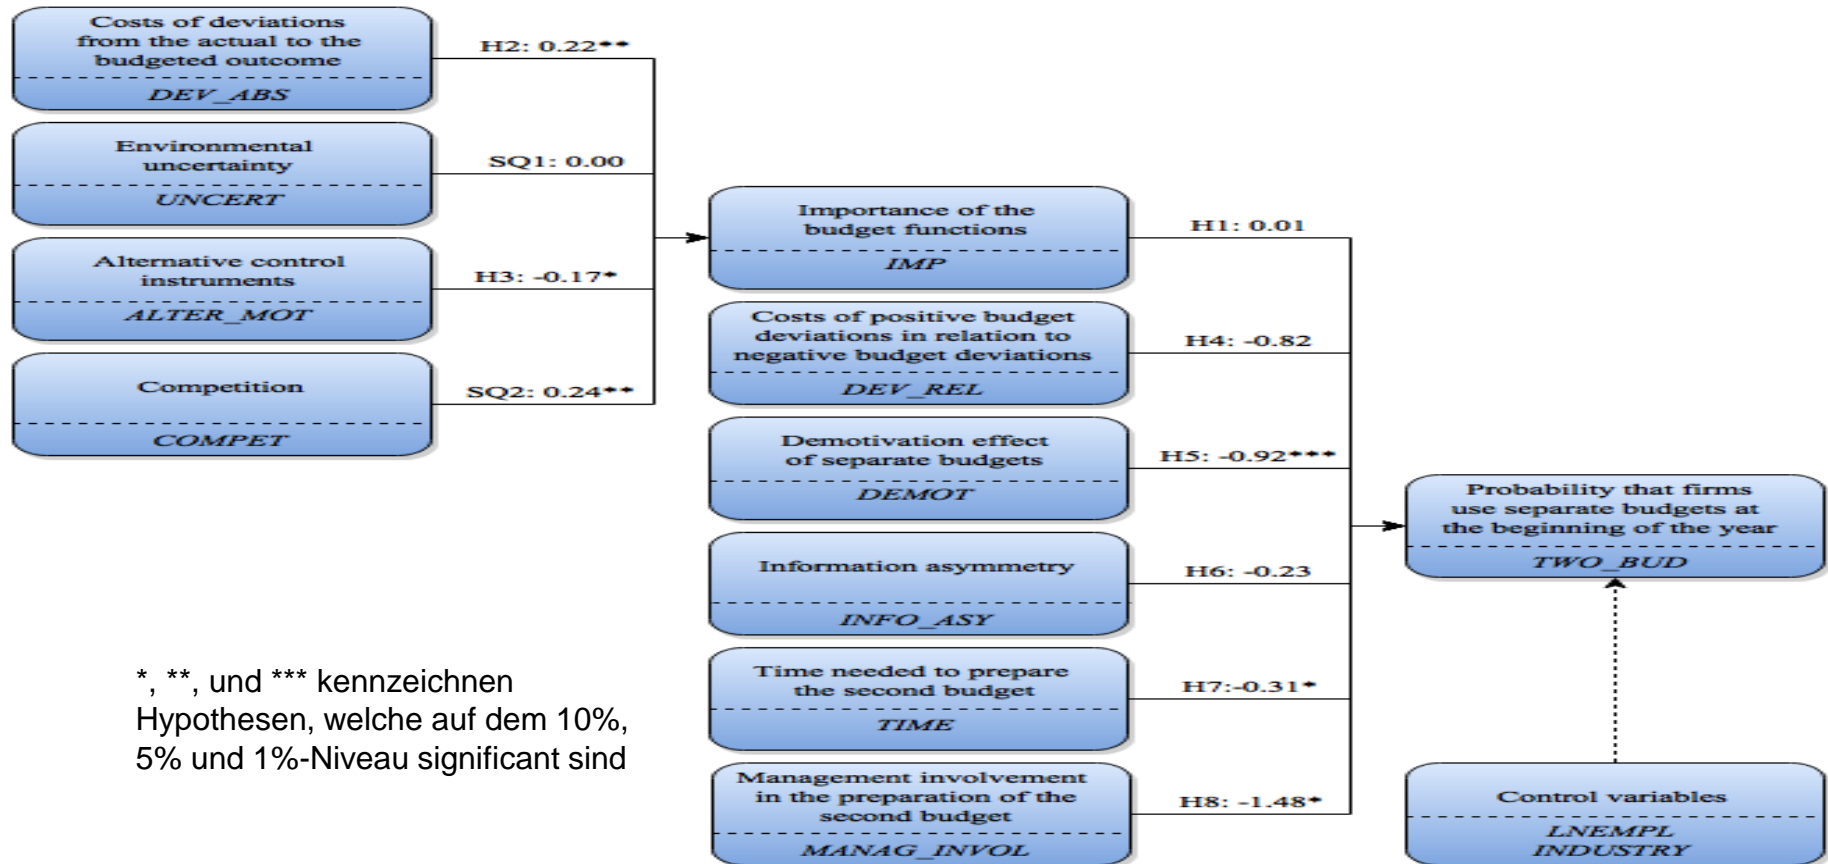 Costs of deviations
from the actual to the
budgeted outcome
DEV_ABS
H2: 0.22**
Environmental
uncertainty
UNCERT
SQ1: 0.00
Alternative control
instruments
ALTER_MOT
H3: -0.17*
Competition
COMPET
SQ2: 0.24**
Importance of the
budget functions
IMP
H1: 0.01
Costs of positive budget
deviations in relation to
negative budget deviations
DEV_REL
H4: -0.82
Demotivation effect
of separate budgets
DEMOT
H5: -0.92***
Information asymmetry
INFO_ASY
H6: -0.23
Time needed to prepare
the second budget
TIME
H7:-0.31*
Management involvement
in the preparation of the
second budget
MANAG_INVOL
H8: -1.48*
Probability that firms
use separate budgets at
the beginning of the year
TWO_BUD
Control variables
LNEMPL
INDUSTRY
*, **, und *** kennzeichnen
Hypothesen, welche auf dem 10%,
5% und 1%-Niveau significant sind